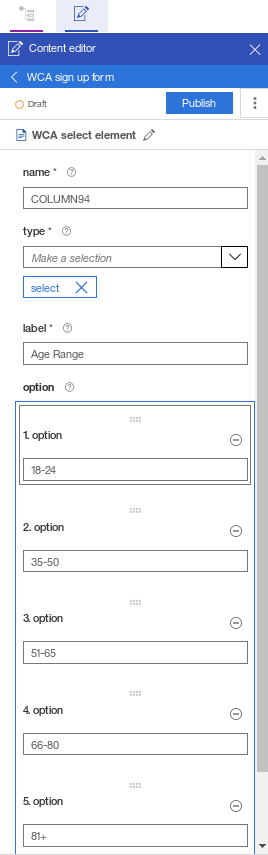 Content editor
WCA sign up form
Draft
Publish
WCA select element
name *
COLUMN94
type *
Make a selection
select
label *
Age Range
option
1. option
18-24
2. option
35-50
3. option
51-65
4. option
66-80
5. option
81+